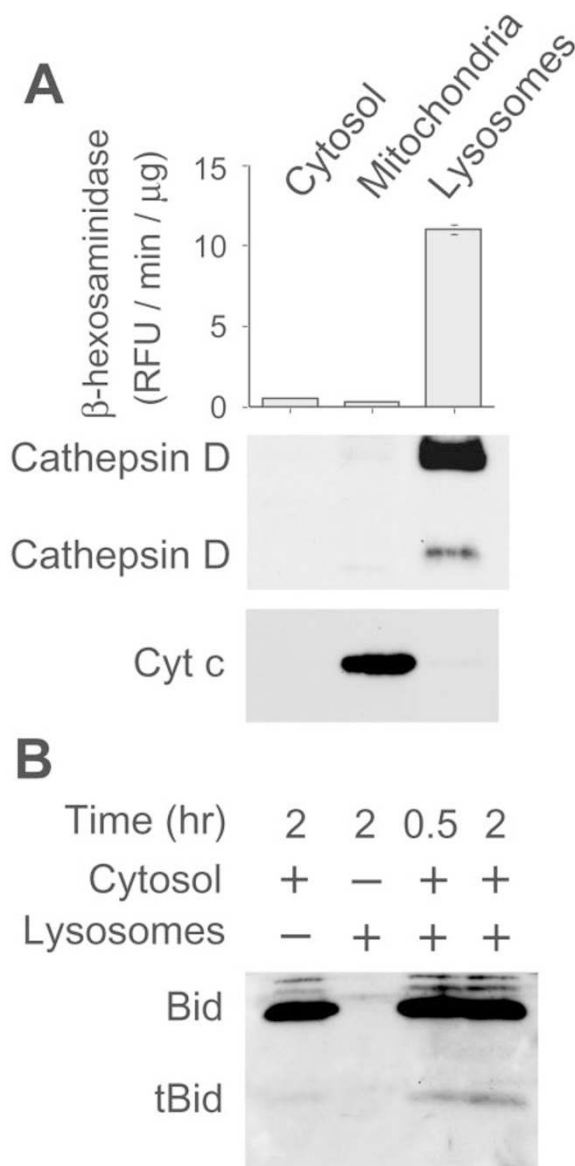 A
Cytosol
Mitochondria
Lysosomes
β-hexosaminidase
(RFU / min / μg)
15
10
5
0
Cathepsin D
Cathepsin D
Cyt c
B
Time (hr) 2 2 0.5 2
Cytosol + − + +
Lysosomes − + + +
Bid
tBid